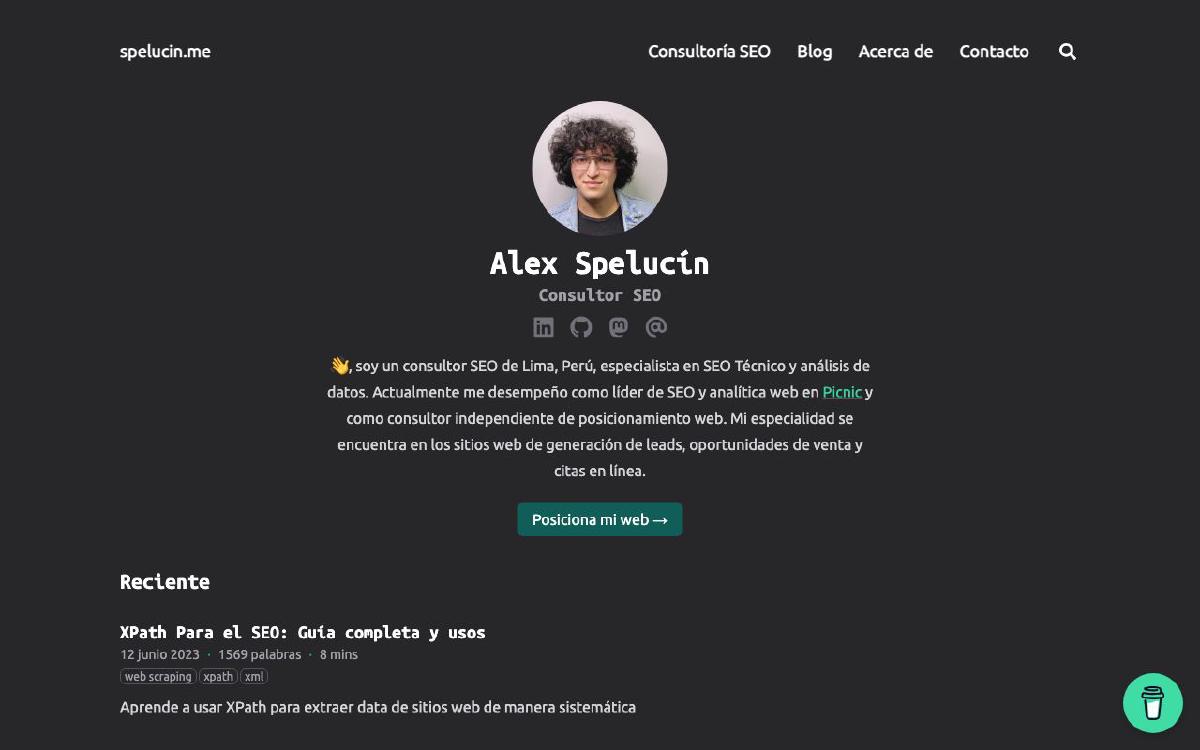 spelucin.me
Consultoría SEO Blog Acerca de Contacto
Alex Spelucín
Consultor SEO
👋, soy un consultor SEO de Lima, Perú, especialista en SEO Técnico y análisis de
datos. Actualmente me desempeño como líder de SEO y analítica web en Picnic y
como consultor independiente de posicionamiento web. Mi especialidad se
encuentra en los sitios web de generación de leads, oportunidades de venta y
citas en línea.
Posiciona mi web →
Reciente
XPath Para el SEO: Guía completa y usos
12 junio 2023 · 1569 palabras · 8 mins
web scraping xpath xml
Aprende a usar XPath para extraer data de sitios web de manera sistemática